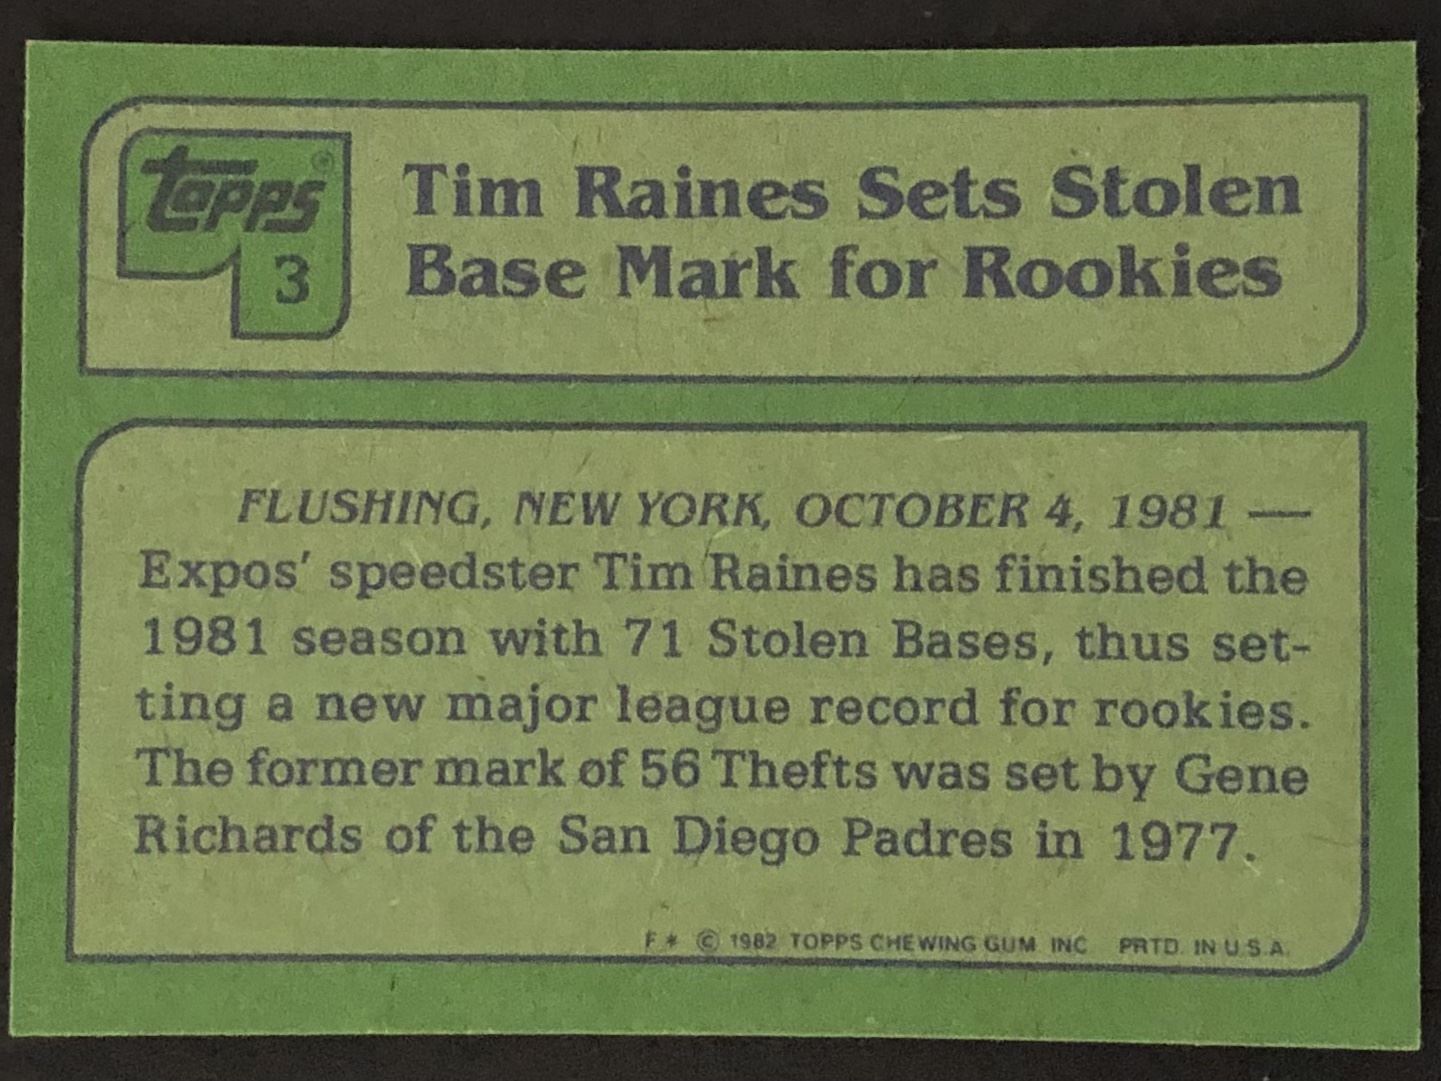 topps®
3
Tim Raines Sets Stolen
Base Mark for Rookies
FLUSHING, NEW YORK, OCTOBER 4, 1981 —
Expos' speedster Tim Raines has finished the
1981 season with 71 Stolen Bases, thus set-
ting a new major league record for rookies.
The former mark of 56 Thefts was set by Gene
Richards of the San Diego Padres in 1977.
F * © 1982 TOPPS CHEWING GUM INC PRTD. IN U.S.A.